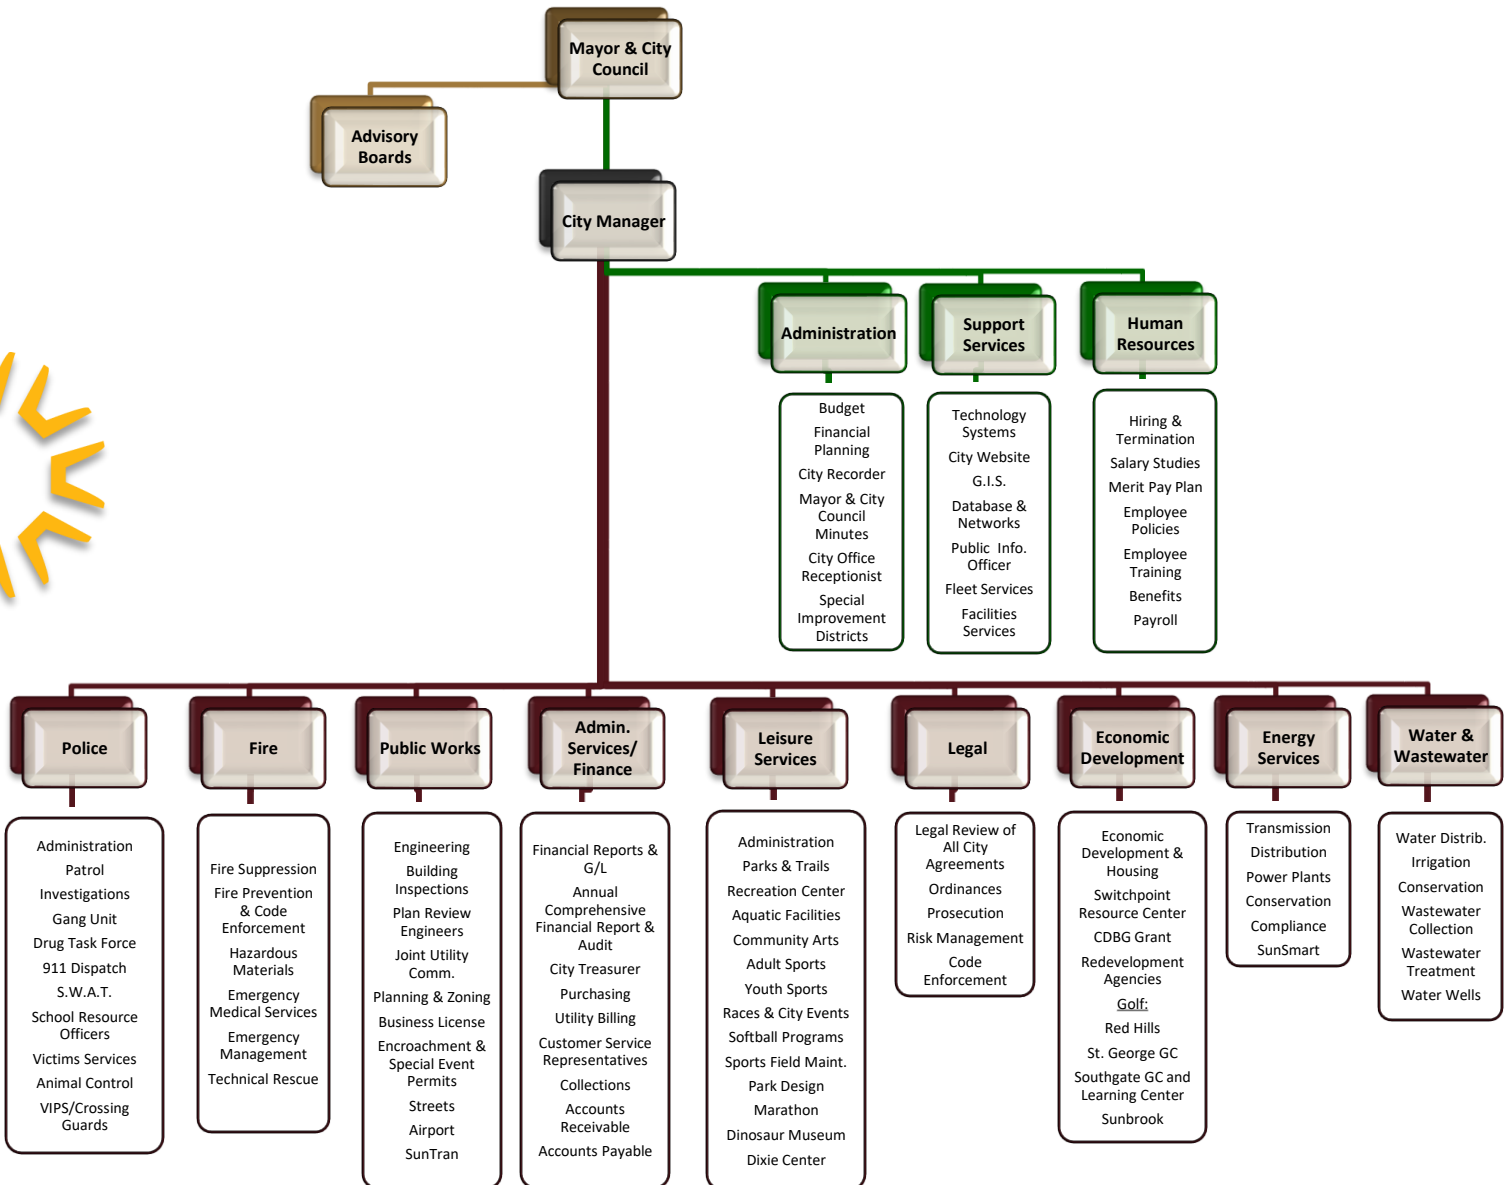 Mayor & City
Council
Advisory
Boards
City Manager
Administration
Support
Services
Human
Resources
Budget
Financial
Planning
City Recorder
Mayor & City
Council
Minutes
City Office
Receptionist
Special
Improvement
Districts
Technology
Systems
City Website
G.I.S.
Database &
Networks
Public Info.
Officer
Fleet Services
Facilities
Services
Hiring &
Termination
Salary Studies
Merit Pay Plan
Employee
Policies
Employee
Training
Benefits
Payroll
Police
Fire
Public Works
Admin.
Services/
Finance
Leisure
Services
Legal
Economic
Development
Energy
Services
Water &
Wastewater
Administration
Patrol
Investigations
Gang Unit
Drug Task Force
911 Dispatch
S.W.A.T.
School Resource
Officers
Victims Services
Animal Control
VIPS/Crossing
Guards
Fire Suppression
Fire Prevention
& Code
Enforcement
Hazardous
Materials
Emergency
Medical Services
Emergency
Management
Technical Rescue
Engineering
Building
Inspections
Plan Review
Engineers
Joint Utility
Comm.
Planning & Zoning
Business License
Encroachment &
Special Event
Permits
Streets
Airport
SunTran
Financial Reports &
G/L
Annual
Comprehensive
Financial Report &
Audit
City Treasurer
Purchasing
Utility Billing
Customer Service
Representatives
Collections
Accounts
Receivable
Accounts Payable
Administration
Parks & Trails
Recreation Center
Aquatic Facilities
Community Arts
Adult Sports
Youth Sports
Races & City Events
Softball Programs
Sports Field Maint.
Park Design
Marathon
Dinosaur Museum
Dixie Center
Legal Review of
All City
Agreements
Ordinances
Prosecution
Risk Management
Code
Enforcement
Economic
Development &
Housing
Switchpoint
Resource Center
CDBG Grant
Redevelopment
Agencies
Golf:
Red Hills
St. George GC
Southgate GC and
Learning Center
Sunbrook
Transmission
Distribution
Power Plants
Conservation
Compliance
SunSmart
Water Distrib.
Irrigation
Conservation
Wastewater
Collection
Wastewater
Treatment
Water Wells